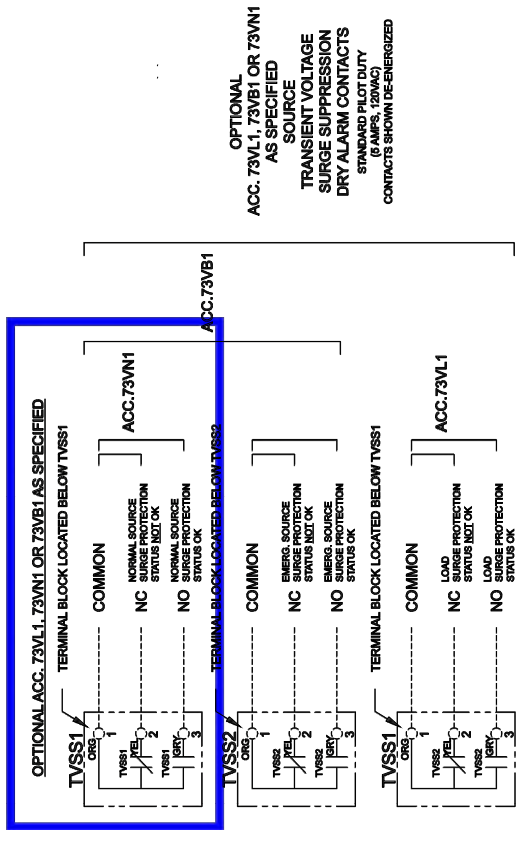 OPTIONAL ACC. 73VL1, 73VN1 OR 73VB1 AS SPECIFIED
TERMINAL BLOCK LOCATED BELOW TVSS1
TVSS1
ORG
1
COMMON
TVSS1
YEL
2
NC
NORMAL SOURCE
SURGE PROTECTION
STATUS NOT OK
TVSS1
GRY
3
NO
NORMAL SOURCE
SURGE PROTECTION
STATUS OK
ACC.73VN1
TERMINAL BLOCK LOCATED BELOW TVSS2
TVSS2
ORG
1
COMMON
TVSS2
YEL
2
NC
EMERG. SOURCE
SURGE PROTECTION
STATUS NOT OK
TVSS2
GRY
3
NO
EMERG. SOURCE
SURGE PROTECTION
STATUS OK
ACC.73VB1
TERMINAL BLOCK LOCATED BELOW TVSS1
TVSS1
ORG
1
COMMON
TVSS2
YEL
2
NC
LOAD
SURGE PROTECTION
STATUS NOT OK
TVSS2
GRY
3
NO
LOAD
SURGE PROTECTION
STATUS OK
ACC.73VL1
OPTIONAL
ACC. 73VL1, 73VB1 OR 73VN1
AS SPECIFIED
SOURCE
TRANSIENT VOLTAGE
SURGE SUPPRESSION
DRY ALARM CONTACTS
STANDARD PILOT DUTY
(5 AMPS, 120VAC)
CONTACTS SHOWN DE-ENERGIZED